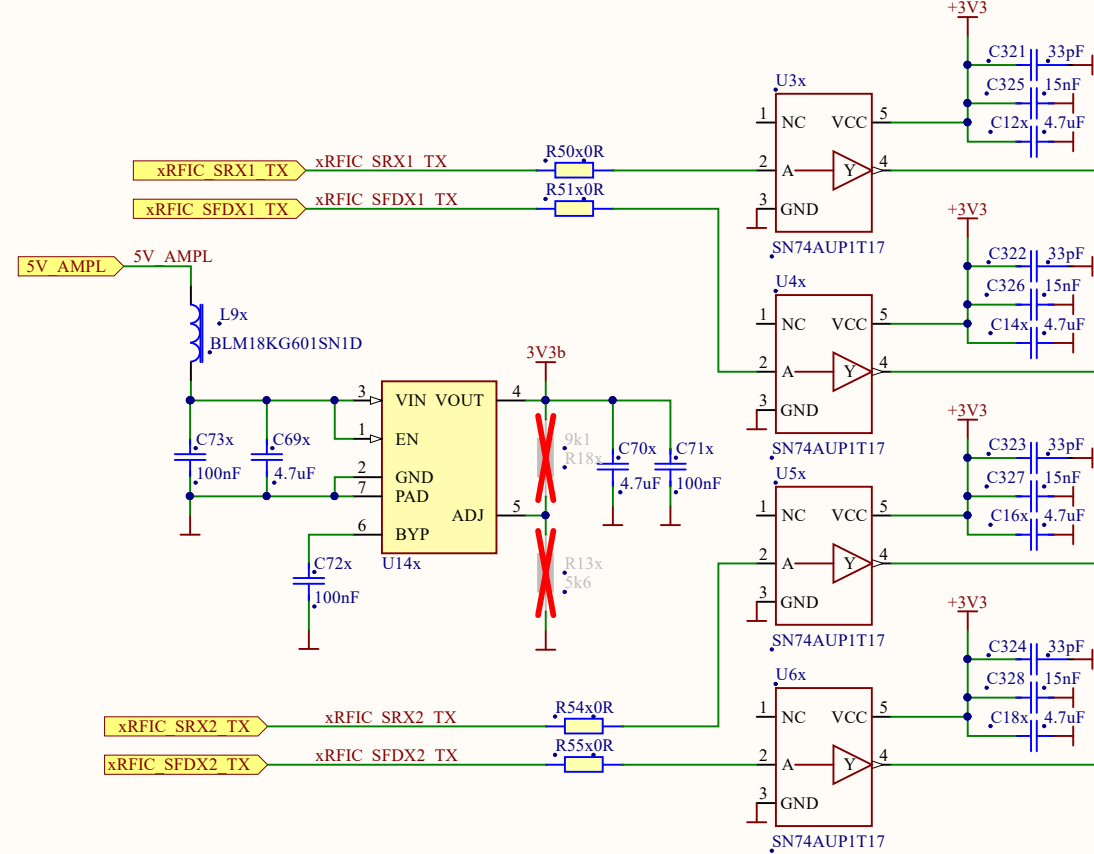 +3V3
C321 33pF
C325 15nF
C12x 4.7uF
U3x
1 NC VCC 5
2 A Y 4
3 GND
SN74AUP1T17
xRFIC_SRX1_TX xRFIC_SRX1_TX R50x0R
xRFIC_SFDX1_TX xRFIC_SFDX1_TX R51x0R
+3V3
C322 33pF
C326 15nF
C14x 4.7uF
U4x
1 NC VCC 5
2 A Y 4
3 GND
SN74AUP1T17
5V_AMPL 5V_AMPL
L9x
BLM18KG601SN1D
3V3b
3 VIN VOUT 4
1 EN
2 GND
7 PAD
ADJ 5
6 BYP
U14x
C73x
100nF
C69x
4.7uF
C72x
100nF
9k1
R18x
R13x
5k6
C70x
4.7uF
C71x
100nF
+3V3
C323 33pF
C327 15nF
C16x 4.7uF
U5x
1 NC VCC 5
2 A Y 4
3 GND
SN74AUP1T17
+3V3
C324 33pF
C328 15nF
C18x 4.7uF
U6x
1 NC VCC 5
2 A Y 4
3 GND
SN74AUP1T17
xRFIC_SRX2_TX xRFIC_SRX2_TX R54x0R
xRFIC_SFDX2_TX xRFIC_SFDX2_TX R55x0R